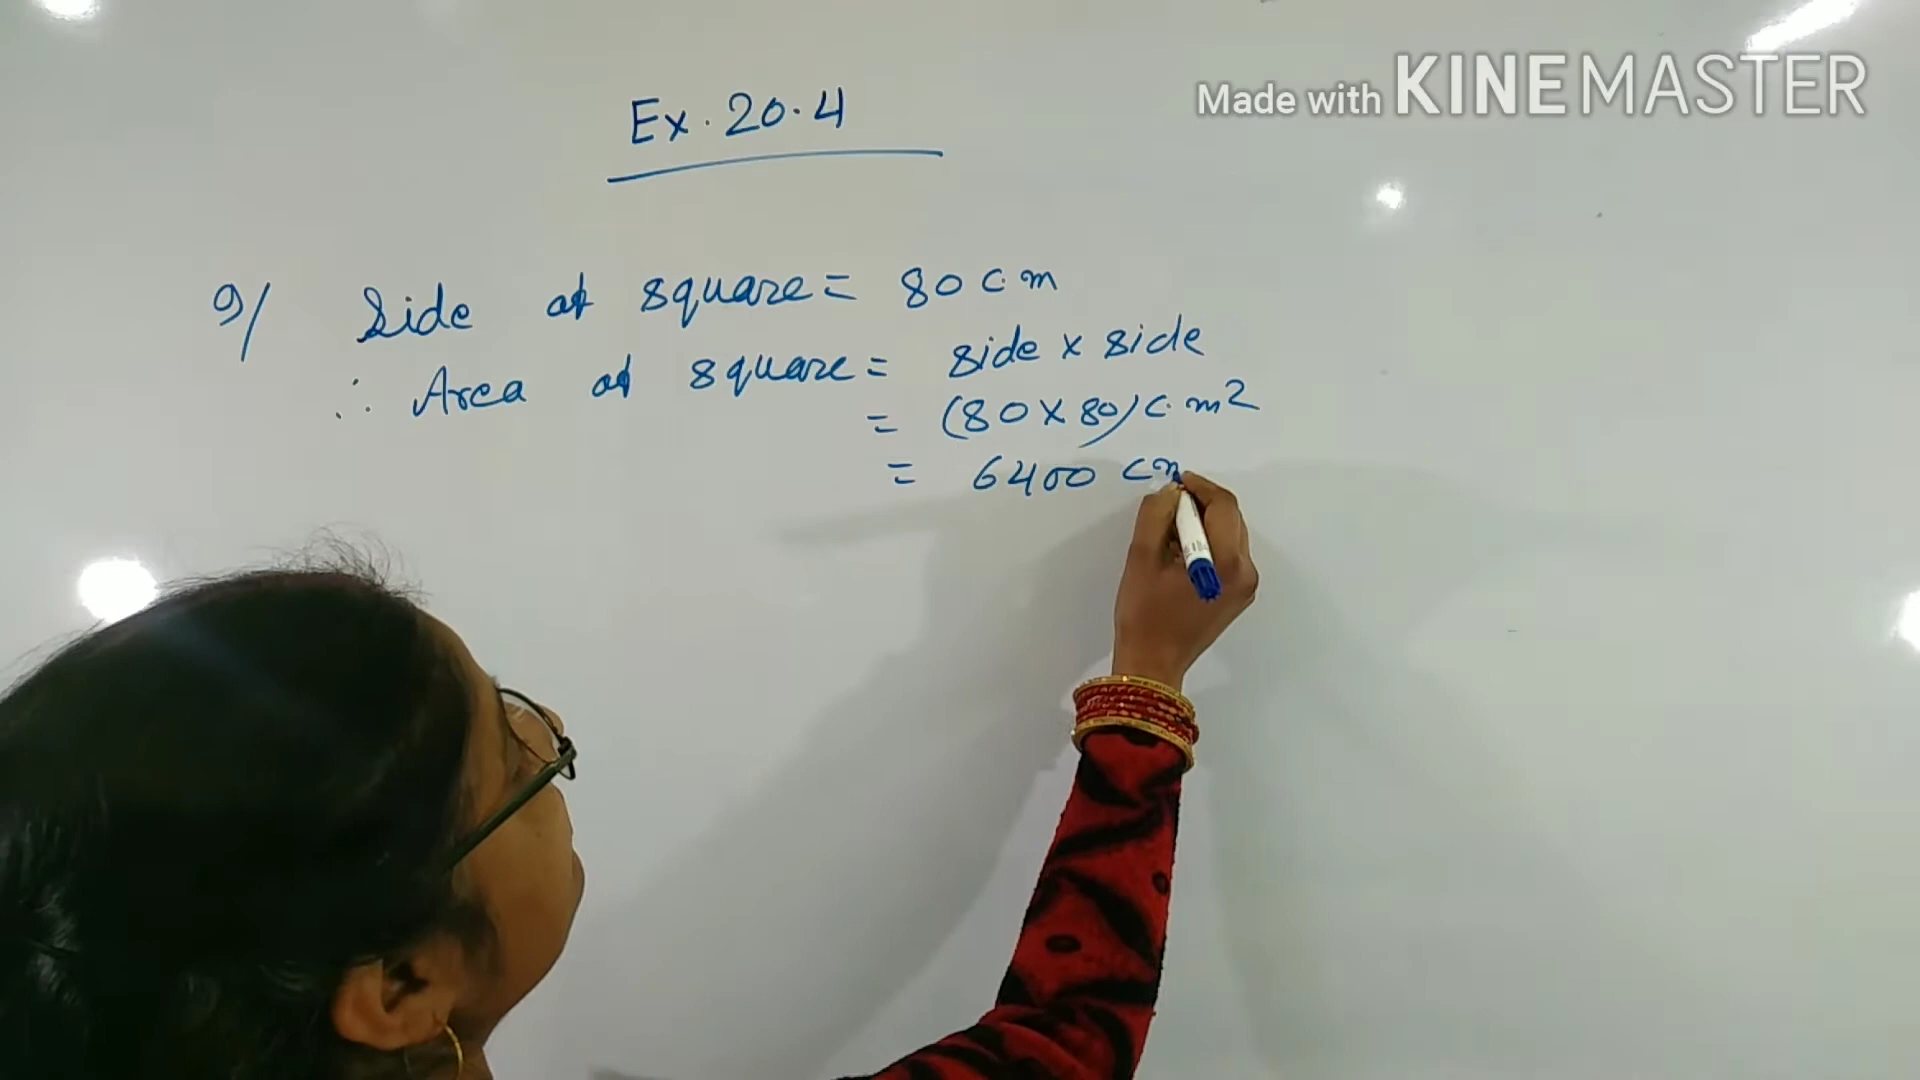 Made with KINEMASTER
Ex. 20.4
9/ Side of square = 80 cm
∴ Area of square = side x side
= (80 x 80) c.m²
= 6400 cm